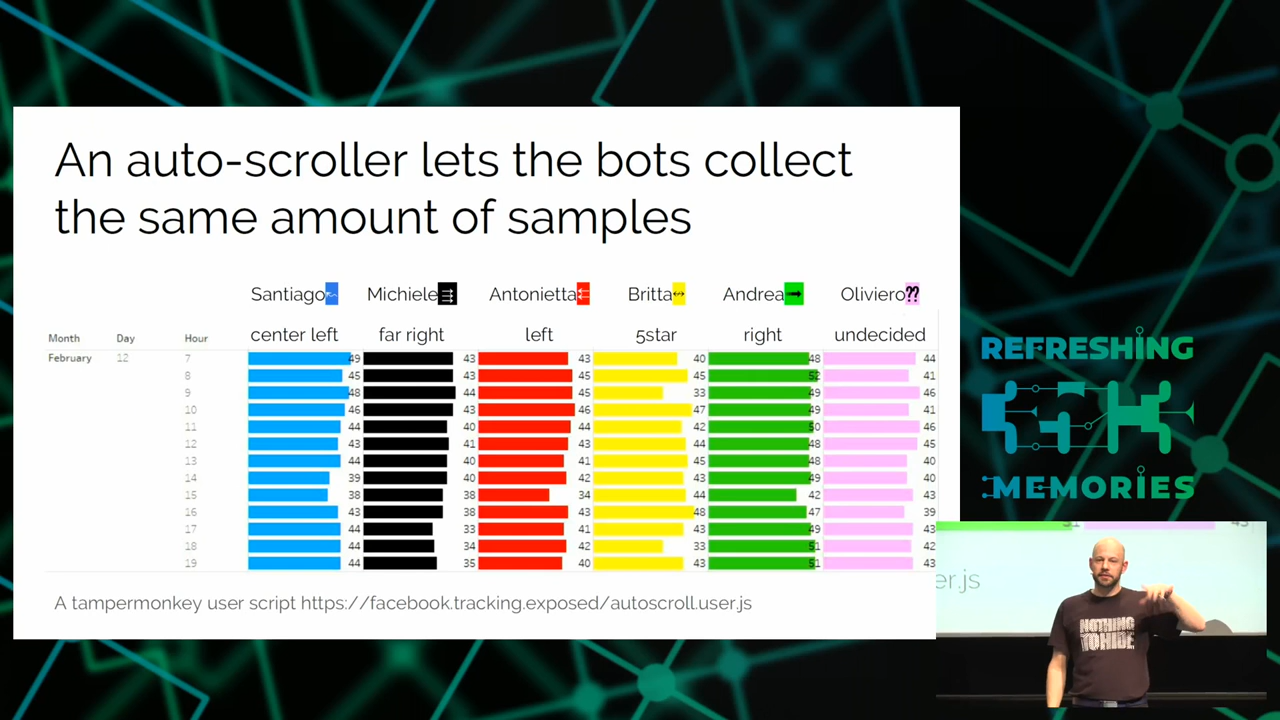 An auto-scroller lets the bots collect
the same amount of samples
Santiago Michiele Antonietta Britta Andrea Oliviero ??
Month Day Hour center left far right left 5star right undecided
February 12 7 49 43 43 40 48 44
8 45 43 45 45 52 41
9 48 44 45 33 49 46
10 46 43 46 47 49 41
11 44 40 44 42 50 46
12 43 41 43 44 48 45
13 44 40 41 45 48 40
14 39 40 42 43 49 40
15 38 38 34 44 42 43
16 43 38 43 48 47 39
17 44 33 41 43 49 43
18 44 34 42 33 51 42
19 44 35 40 43 51 43
A tampermonkey user script https://facebook.tracking.exposed/autoscroll.user.js
REFRESHING
MEMORIES
er.js
NOTHING
TOHIDE